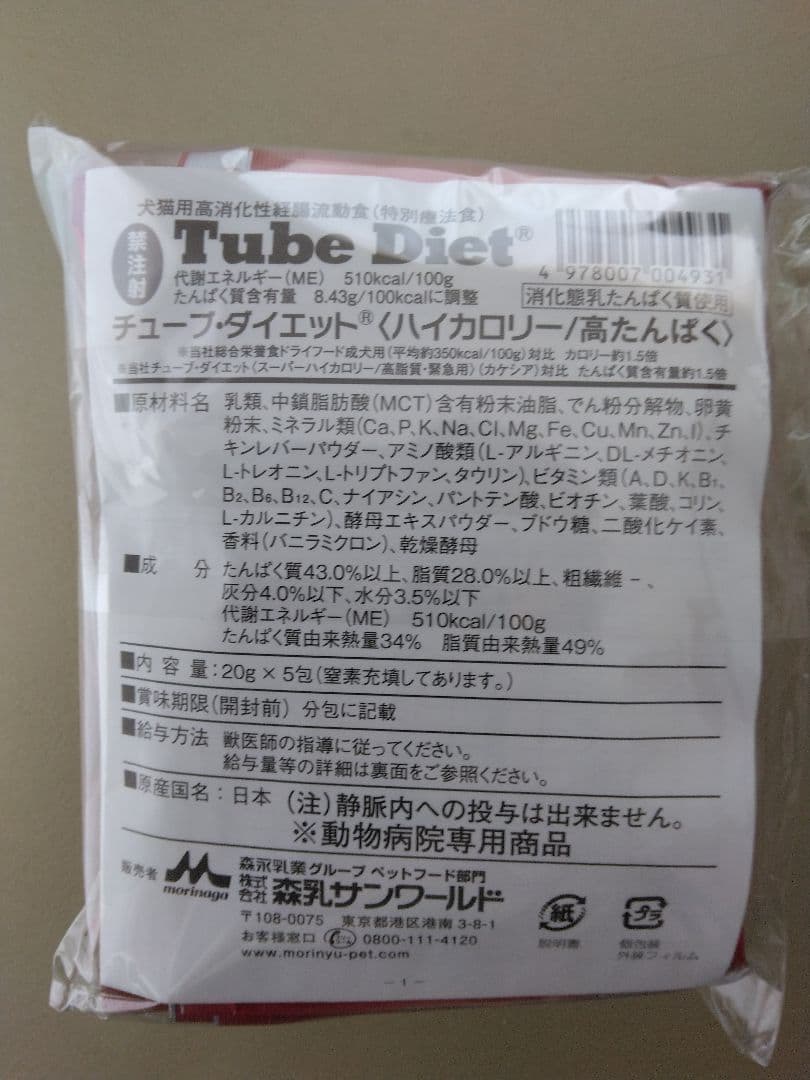 犬猫用高消化性経腸流動食(特別療法食)
禁注射
Tube Diet®
4 978007 004931
代謝エネルギー(ME) 510kcal/100g
たんぱく質含有量 8.43g/100kcalに調整
消化態乳たんぱく質使用
チューブ・ダイエット®〈ハイカロリー/高たんぱく〉
※当社総合栄養食ドライフード成犬用(平均約350kcal/100g)対比 カロリー約1.5倍
※当社チューブ・ダイエット〈スーパーハイカロリー/高脂質・緊急用〉(カケシア)対比 たんぱく質含有量約1.5倍
■原材料名 乳類、中鎖脂肪酸(MCT)含有粉末油脂、でん粉分解物、卵黄
粉末、ミネラル類(Ca,P,K,Na,Cl,Mg,Fe,Cu,Mn,Zn,I)、チ
キンレバーパウダー、アミノ酸類(L-アルギニン、DL-メチオニン、
L-トレオニン、L-トリプトファン、タウリン)、ビタミン類(A、D、K、B1、
B2、B6、B12、C、ナイアシン、パントテン酸、ビオチン、葉酸、コリン、
L-カルニチン)、酵母エキスパウダー、ブドウ糖、二酸化ケイ素、
香料(バニラミクロン)、乾燥酵母
■成 分 たんぱく質43.0%以上、脂質28.0%以上、粗繊維−、
灰分4.0%以下、水分3.5%以下
代謝エネルギー(ME) 510kcal/100g
たんぱく質由来熱量34% 脂質由来熱量49%
■内 容 量:20g×5包(窒素充填してあります。)
■賞味期限(開封前) 分包に記載
■給与方法 獣医師の指導に従ってください。
給与量等の詳細は裏面をご参照ください。
■原産国名:日本 (注)静脈内への投与は出来ません。
※動物病院専用商品
販売者 morinaga 森永乳業グループ ペットフード部門
株式会社 森乳サンワールド
〒108-0075 東京都港区港南3-8-1
お客様窓口 0800-111-4120
www.morinyu-pet.com
紙 プラ
説明書 個包装
外装フィルム
−1−